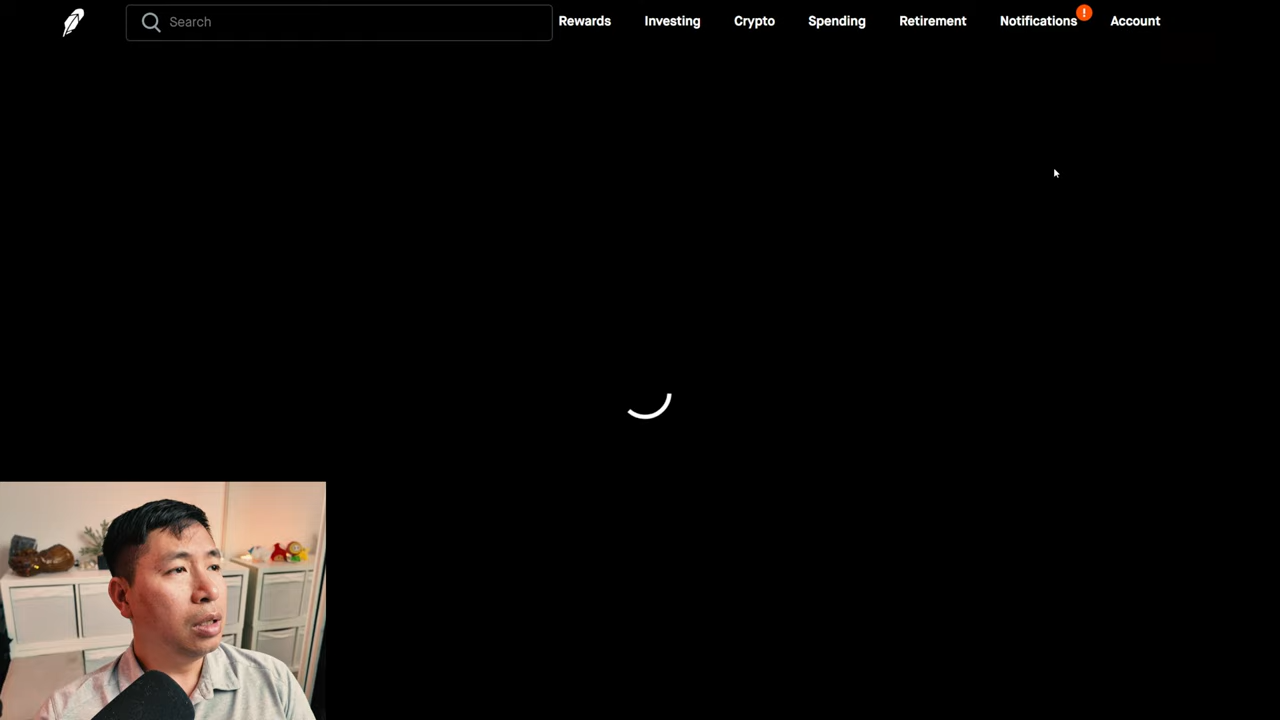 Search
Rewards
Investing
Crypto
Spending
Retirement
Notifications
!
Account